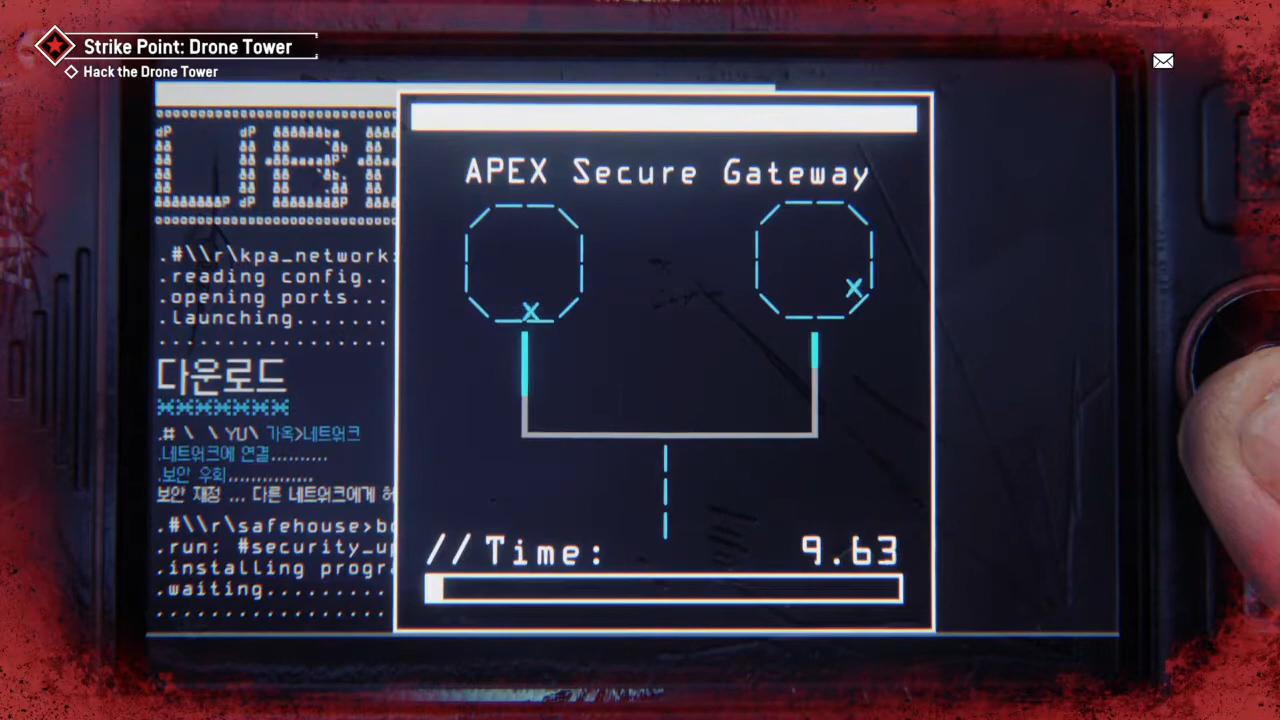 Strike Point: Drone Tower
Hack the Drone Tower
APEX Secure Gateway
.#\\r\kpa_network:
.reading config..
.opening ports...
.launching.......
다운로드
.# \ \ YU\ 가옥>네트워크
.네트워크에 연결..........
.보안 우회...............
보안 재정 ... 다른 네트워크에게 허
.#\\r\safehouse>bo
.run: #security_up
.installing progra
.waiting.........
x
x
//Time:
9.63